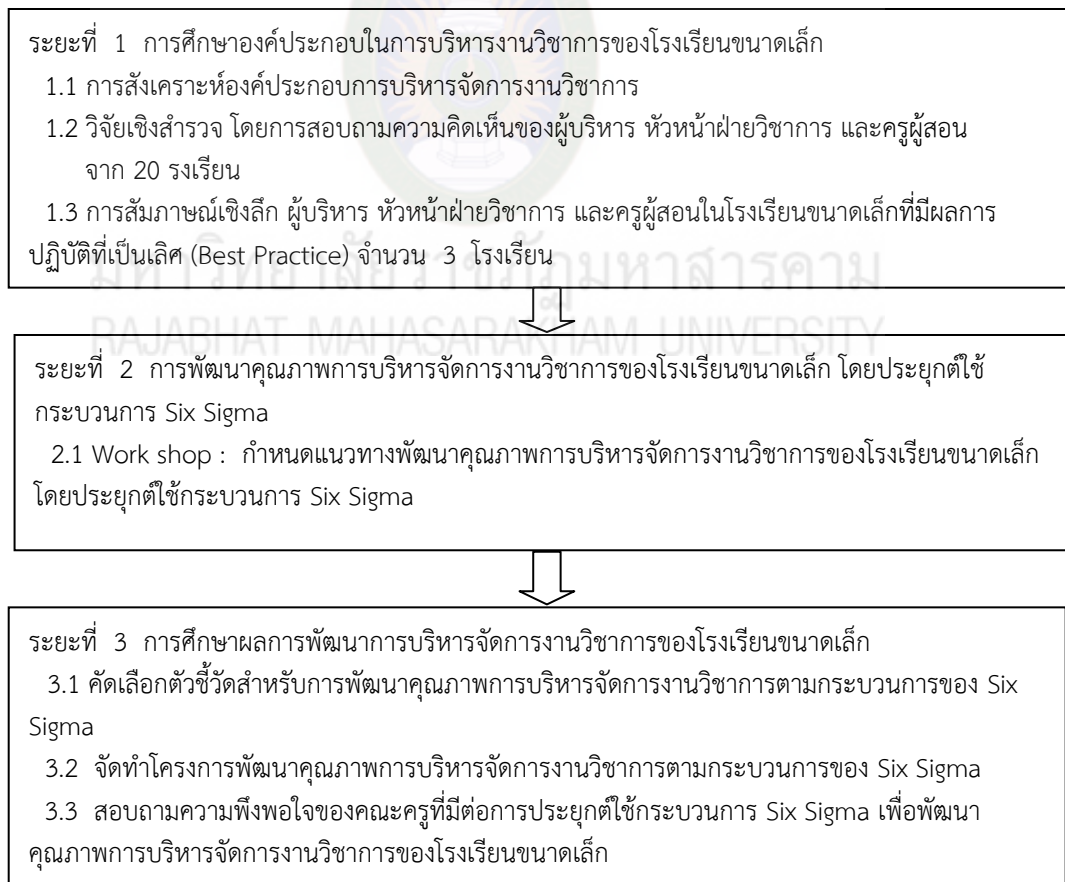 ระยะที่ 1 การศึกษาองค์ประกอบในการบริหารงานวิชาการของโรงเรียนขนาดเล็ก
1.1 การสังเคราะห์องค์ประกอบการบริหารจัดการงานวิชาการ
1.2 วิจัยเชิงสำรวจ โดยการสอบถามความคิดเห็นของผู้บริหาร หัวหน้าฝ่ายวิชาการ และครูผู้สอน
จาก 20 รงเรียน
1.3 การสัมภาษณ์เชิงลึก ผู้บริหาร หัวหน้าฝ่ายวิชาการ และครูผู้สอนในโรงเรียนขนาดเล็กที่มีผลการ
ปฏิบัติที่เป็นเลิศ (Best Practice) จำนวน 3 โรงเรียน
มหาวิทยาลัยราชภัฏมหาสารคาม
RAJABHAT MAHASARAKHAM UNIVERSITY
ระยะที่ 2 การพัฒนาคุณภาพการบริหารจัดการงานวิชาการของโรงเรียนขนาดเล็ก โดยประยุกต์ใช้
กระบวนการ Six Sigma
2.1 Work shop : กำหนดแนวทางพัฒนาคุณภาพการบริหารจัดการงานวิชาการของโรงเรียนขนาดเล็ก
โดยประยุกต์ใช้กระบวนการ Six Sigma
ระยะที่ 3 การศึกษาผลการพัฒนาการบริหารจัดการงานวิชาการของโรงเรียนขนาดเล็ก
3.1 คัดเลือกตัวชี้วัดสำหรับการพัฒนาคุณภาพการบริหารจัดการงานวิชาการตามกระบวนการของ Six
Sigma
3.2 จัดทำโครงการพัฒนาคุณภาพการบริหารจัดการงานวิชาการตามกระบวนการของ Six Sigma
3.3 สอบถามความพึงพอใจของคณะครูที่มีต่อการประยุกต์ใช้กระบวนการ Six Sigma เพื่อพัฒนา
คุณภาพการบริหารจัดการงานวิชาการของโรงเรียนขนาดเล็ก